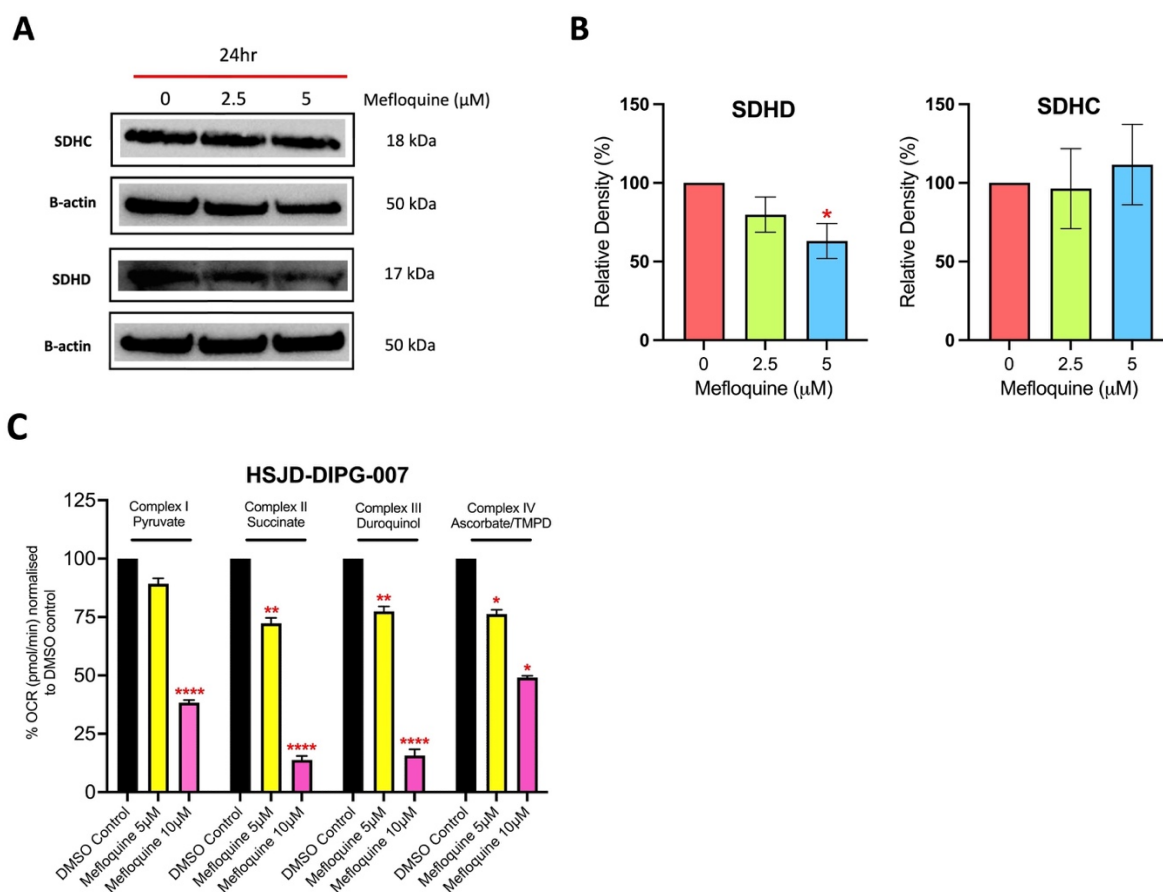 A
24hr
0 2.5 5 Mefloquine (µM)
SDHC 18 kDa
B-actin 50 kDa
SDHD 17 kDa
B-actin 50 kDa
B
SDHD
Relative Density (%)
150
100
50
0
*
0 2.5 5
Mefloquine (µM)
SDHC
Relative Density (%)
150
100
50
0
0 2.5 5
Mefloquine (µM)
C
HSJD-DIPG-007
% OCR (pmol/min) normalised
to DMSO control
125
100
75
50
25
0
Complex I
Pyruvate
Complex II
Succinate
Complex III
Duroquinol
Complex IV
Ascorbate/TMPD
****
**
****
**
****
*
*
DMSO Control
Mefloquine 5µM
Mefloquine 10µM
DMSO Control
Mefloquine 5µM
Mefloquine 10µM
DMSO Control
Mefloquine 5µM
Mefloquine 10µM
DMSO Control
Mefloquine 5µM
Mefloquine 10µM